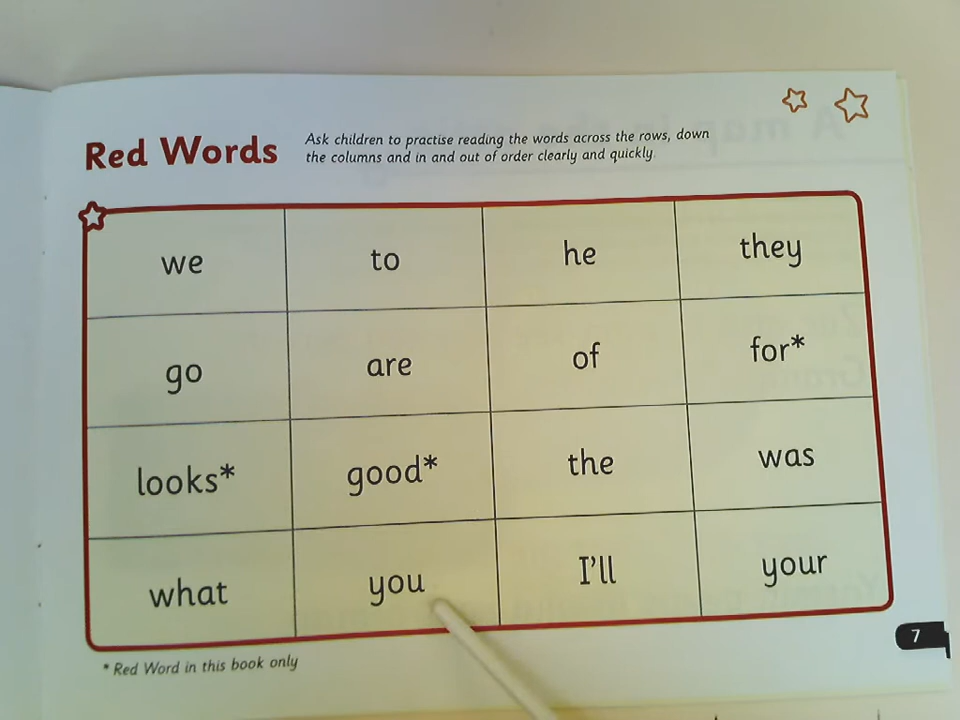 Red Words
Ask children to practise reading the words across the rows, down
the columns and in and out of order clearly and quickly.
we to he they
go are of for*
looks* good* the was
what you I'll your
* Red Word in this book only
7